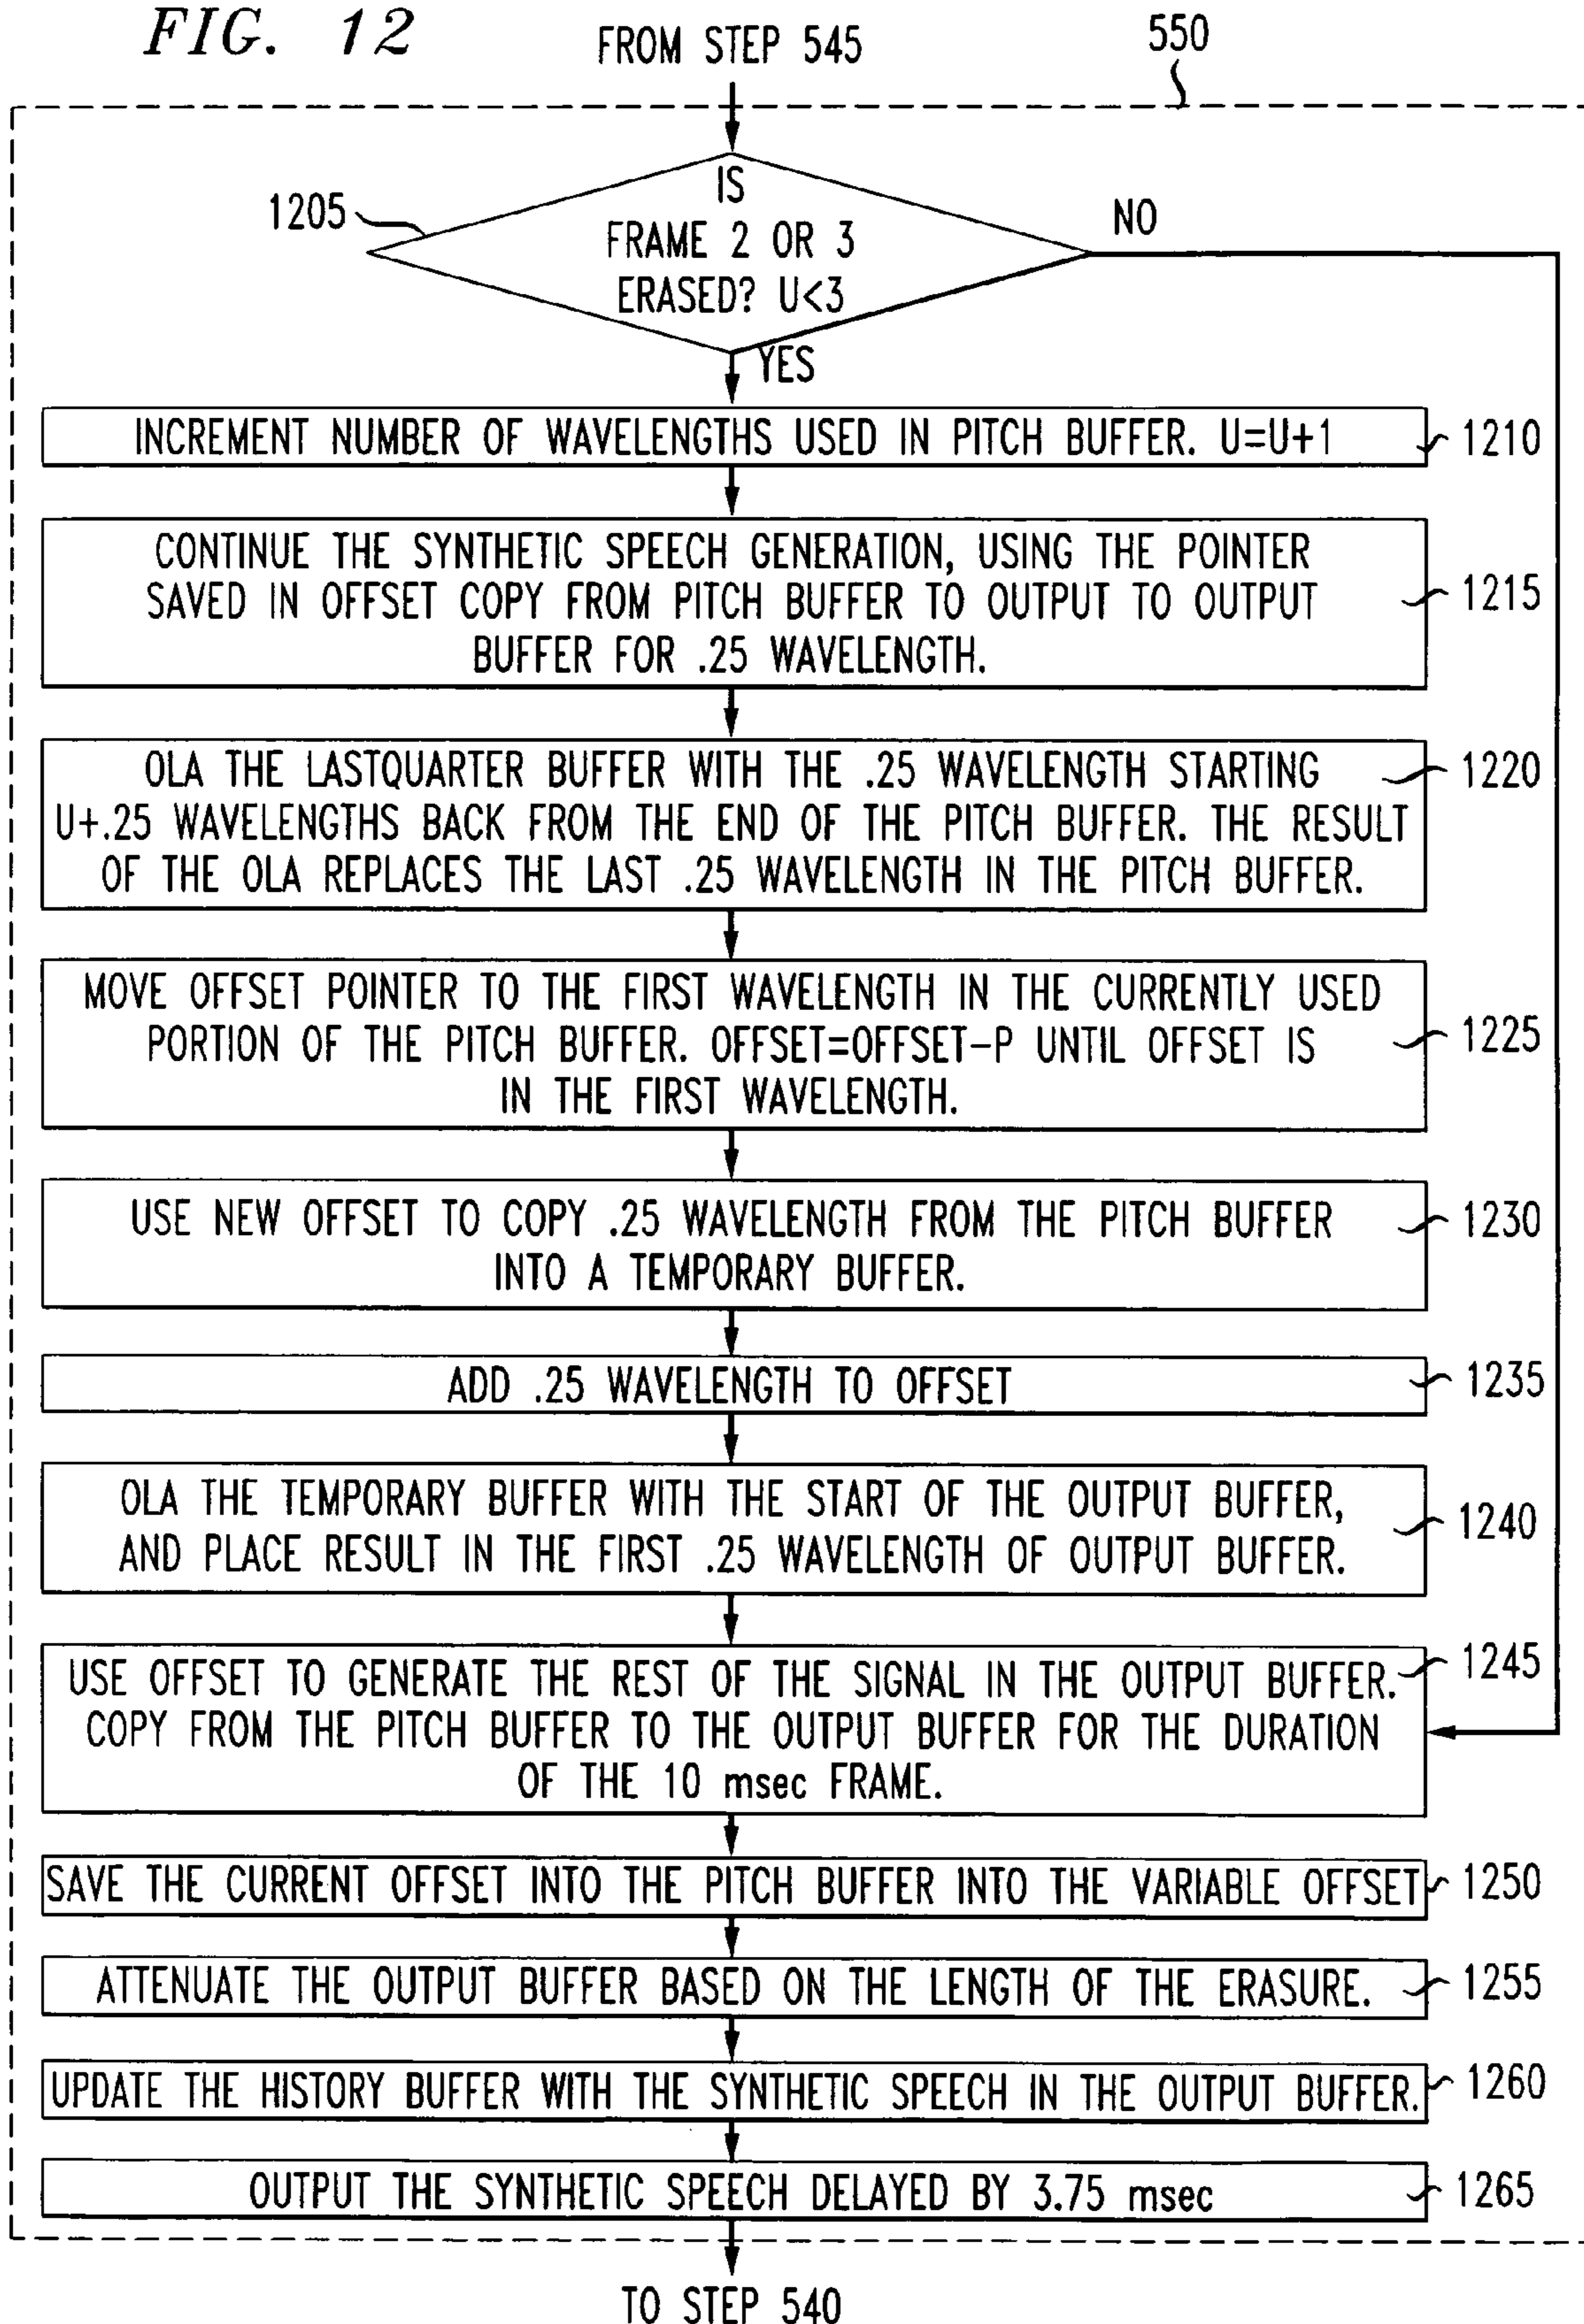 FIG. 12
FROM STEP 545
550
1205
IS
FRAME 2 OR 3
ERASED? U<3
NO
YES
INCREMENT NUMBER OF WAVELENGTHS USED IN PITCH BUFFER. U=U+1
1210
CONTINUE THE SYNTHETIC SPEECH GENERATION, USING THE POINTER
SAVED IN OFFSET COPY FROM PITCH BUFFER TO OUTPUT TO OUTPUT
BUFFER FOR .25 WAVELENGTH.
1215
OLA THE LASTQUARTER BUFFER WITH THE .25 WAVELENGTH STARTING
U+.25 WAVELENGTHS BACK FROM THE END OF THE PITCH BUFFER. THE RESULT
OF THE OLA REPLACES THE LAST .25 WAVELENGTH IN THE PITCH BUFFER.
1220
MOVE OFFSET POINTER TO THE FIRST WAVELENGTH IN THE CURRENTLY USED
PORTION OF THE PITCH BUFFER. OFFSET=OFFSET-P UNTIL OFFSET IS
IN THE FIRST WAVELENGTH.
1225
USE NEW OFFSET TO COPY .25 WAVELENGTH FROM THE PITCH BUFFER
INTO A TEMPORARY BUFFER.
1230
ADD .25 WAVELENGTH TO OFFSET
1235
OLA THE TEMPORARY BUFFER WITH THE START OF THE OUTPUT BUFFER,
AND PLACE RESULT IN THE FIRST .25 WAVELENGTH OF OUTPUT BUFFER.
1240
USE OFFSET TO GENERATE THE REST OF THE SIGNAL IN THE OUTPUT BUFFER.
COPY FROM THE PITCH BUFFER TO THE OUTPUT BUFFER FOR THE DURATION
OF THE 10 msec FRAME.
1245
SAVE THE CURRENT OFFSET INTO THE PITCH BUFFER INTO THE VARIABLE OFFSET
1250
ATTENUATE THE OUTPUT BUFFER BASED ON THE LENGTH OF THE ERASURE.
1255
UPDATE THE HISTORY BUFFER WITH THE SYNTHETIC SPEECH IN THE OUTPUT BUFFER.
1260
OUTPUT THE SYNTHETIC SPEECH DELAYED BY 3.75 msec
1265
TO STEP 540